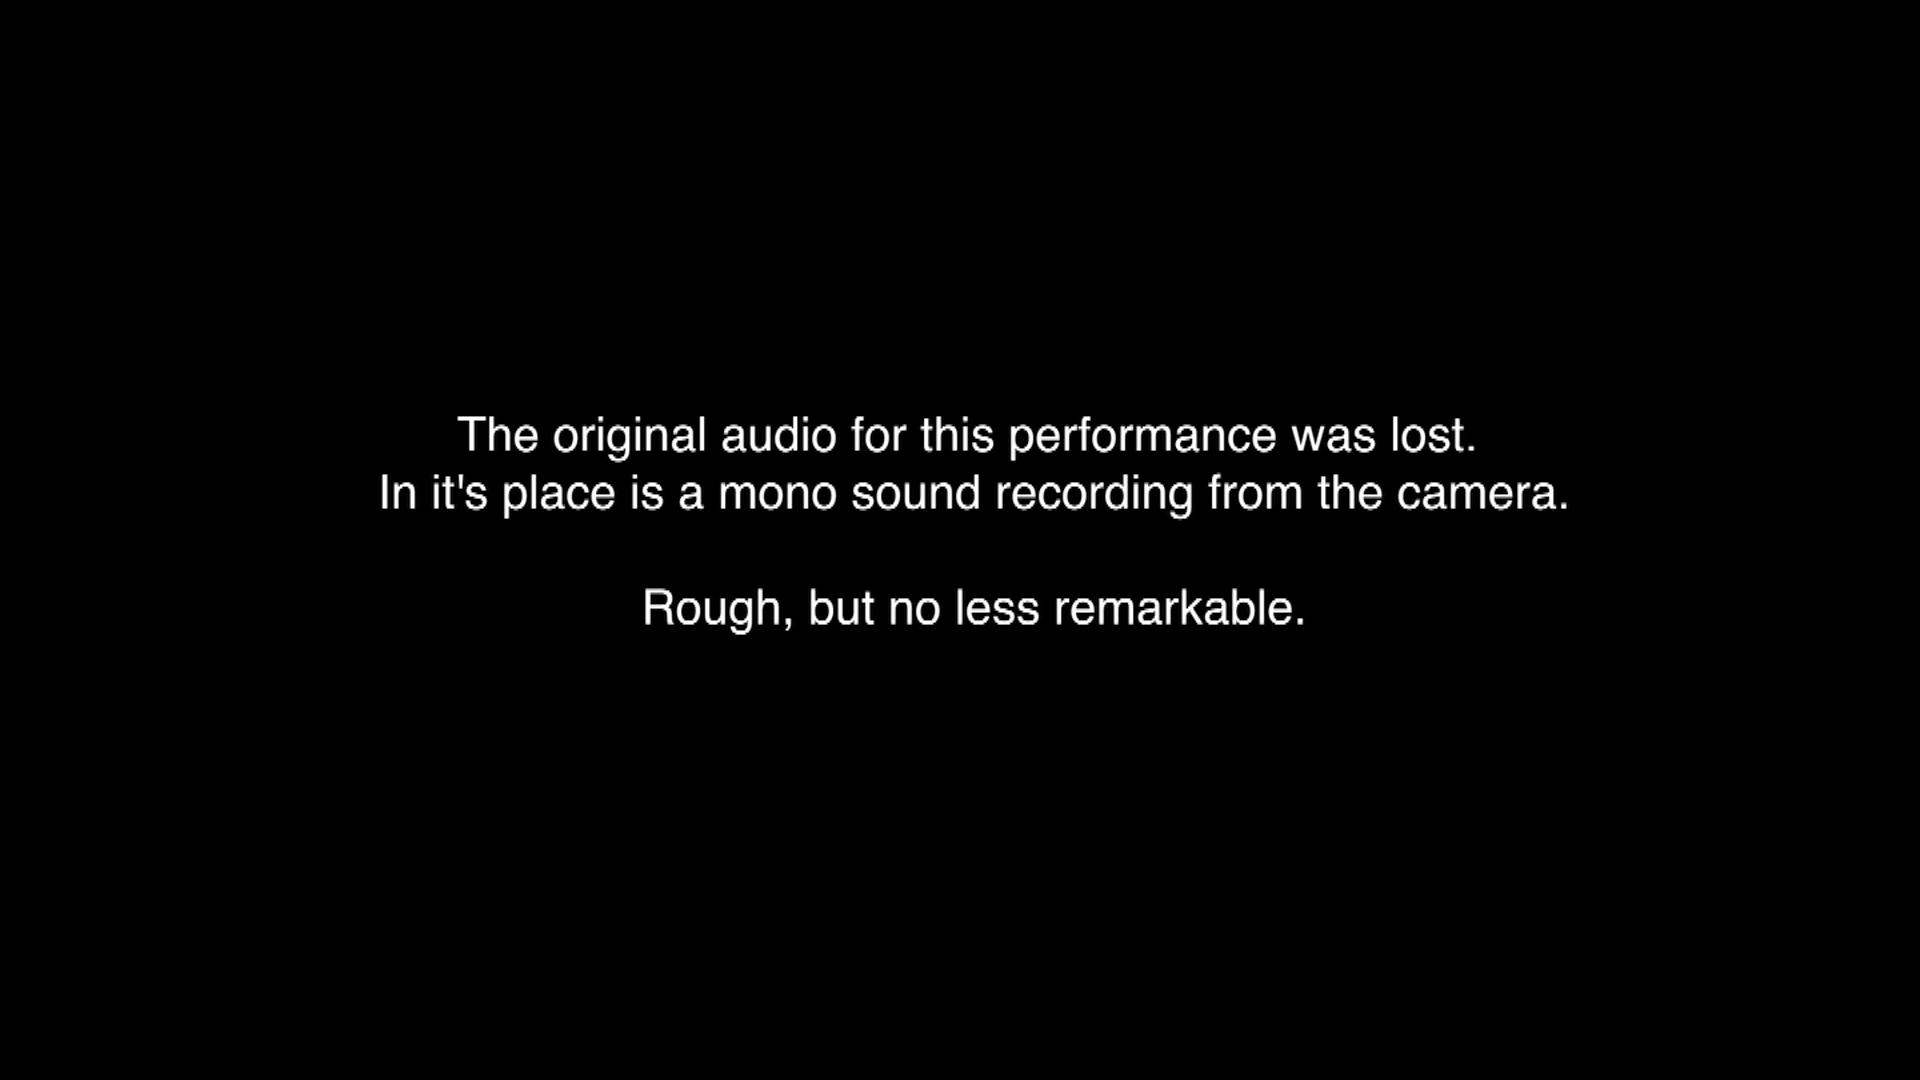 The original audio for this performance was lost.
In it's place is a mono sound recording from the camera.
Rough, but no less remarkable.